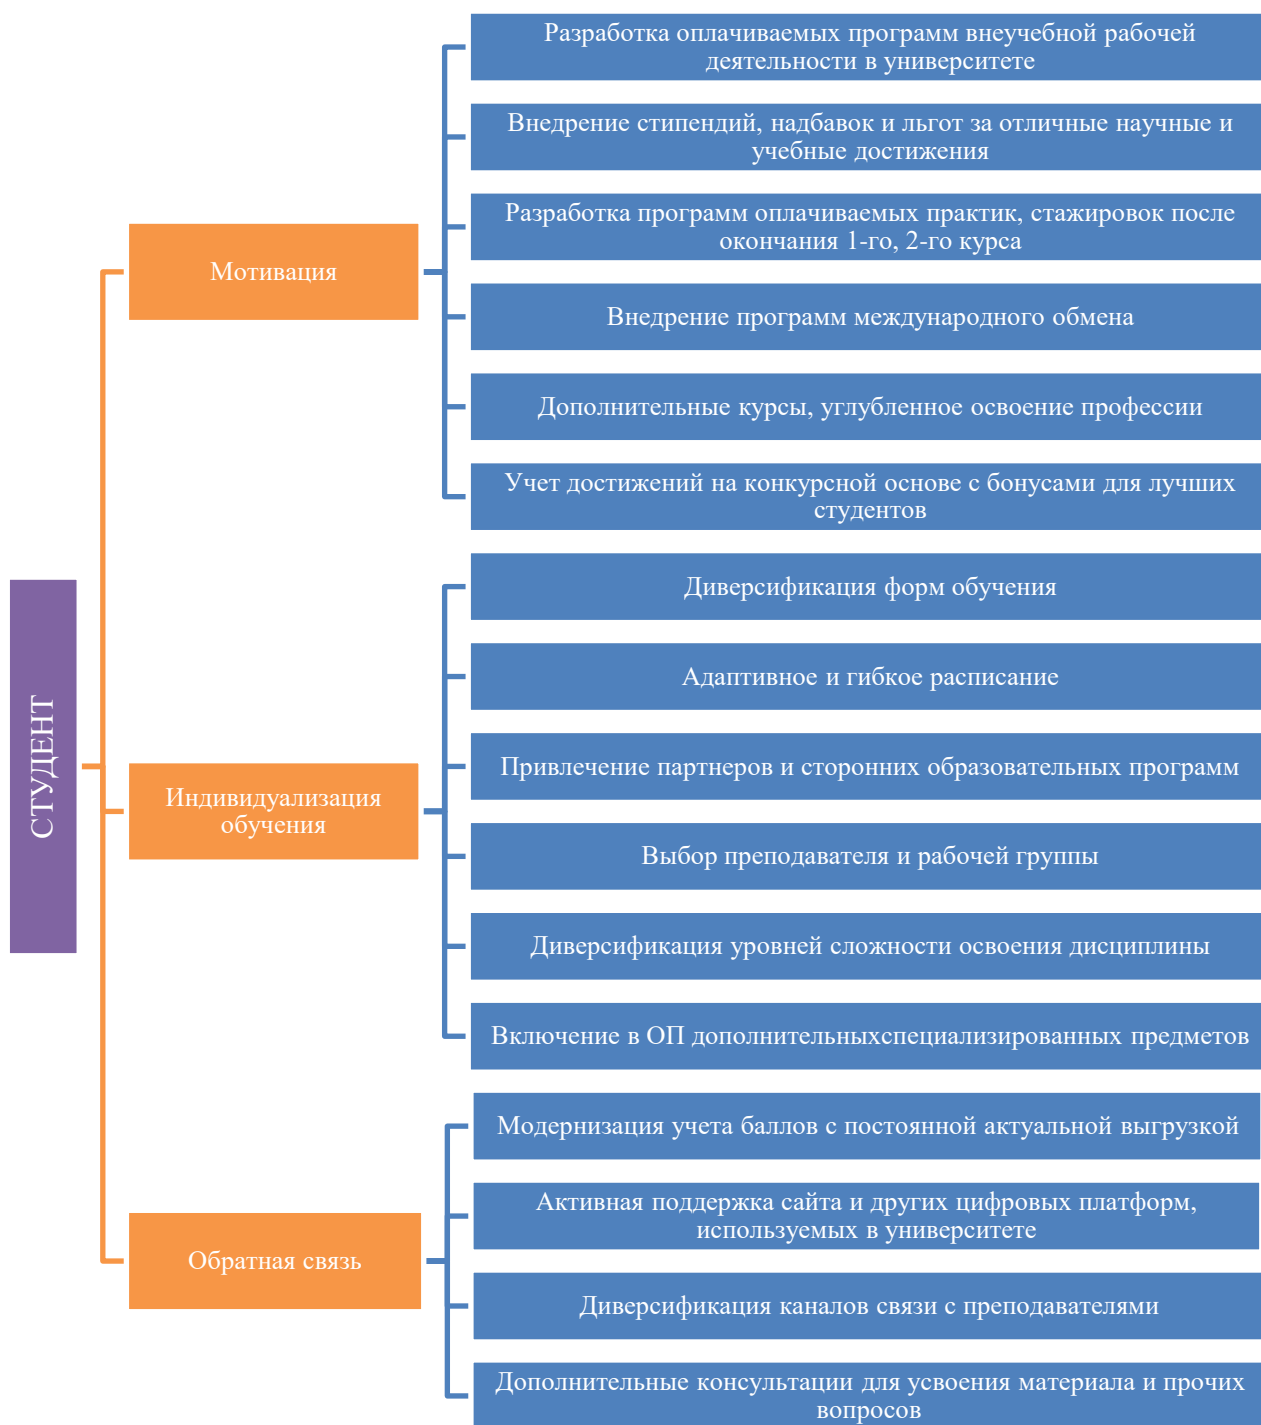 СТУДЕНТ
Мотивация
Разработка оплачиваемых программ внеучебной рабочей
деятельности в университете
Внедрение стипендий, надбавок и льгот за отличные научные и
учебные достижения
Разработка программ оплачиваемых практик, стажировок после
окончания 1-го, 2-го курса
Внедрение программ международного обмена
Дополнительные курсы, углубленное освоение профессии
Учет достижений на конкурсной основе с бонусами для лучших
студентов
Индивидуализация
обучения
Диверсификация форм обучения
Адаптивное и гибкое расписание
Привлечение партнеров и сторонних образовательных программ
Выбор преподавателя и рабочей группы
Диверсификация уровней сложности освоения дисциплины
Включение в ОП дополнительныхспециализированных предметов
Обратная связь
Модернизация учета баллов с постоянной актуальной выгрузкой
Активная поддержка сайта и других цифровых платформ,
используемых в университете
Диверсификация каналов связи с преподавателями
Дополнительные консультации для усвоения материала и прочих
вопросов